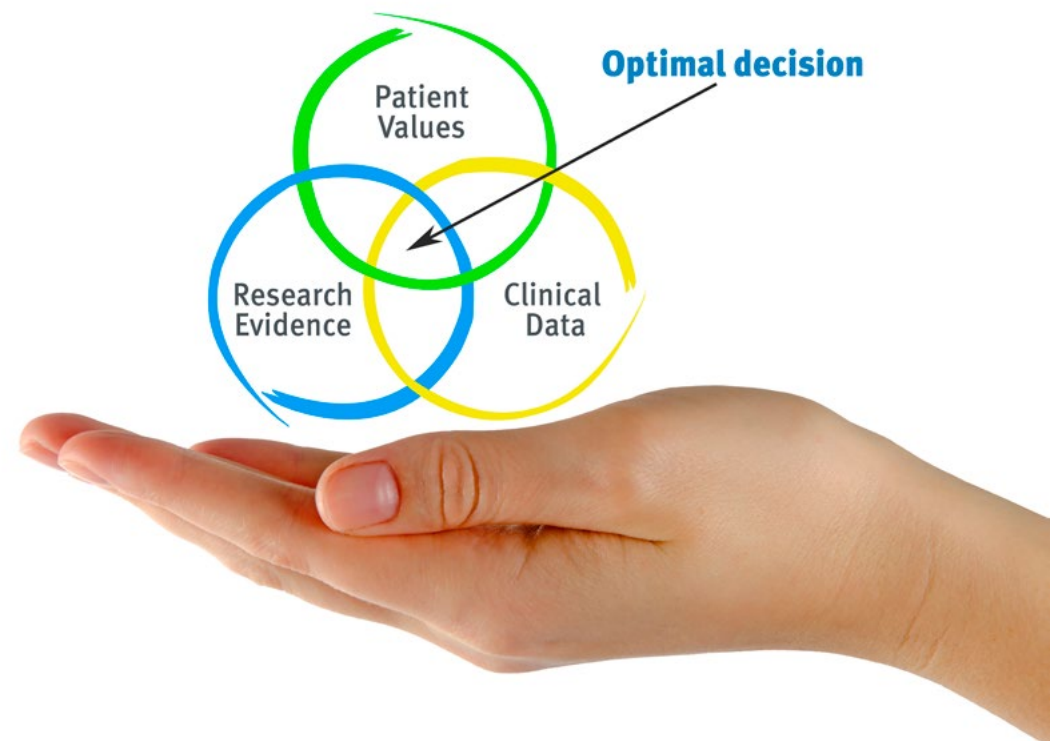 Optimal decision
Patient
Values
Research
Evidence
Clinical
Data